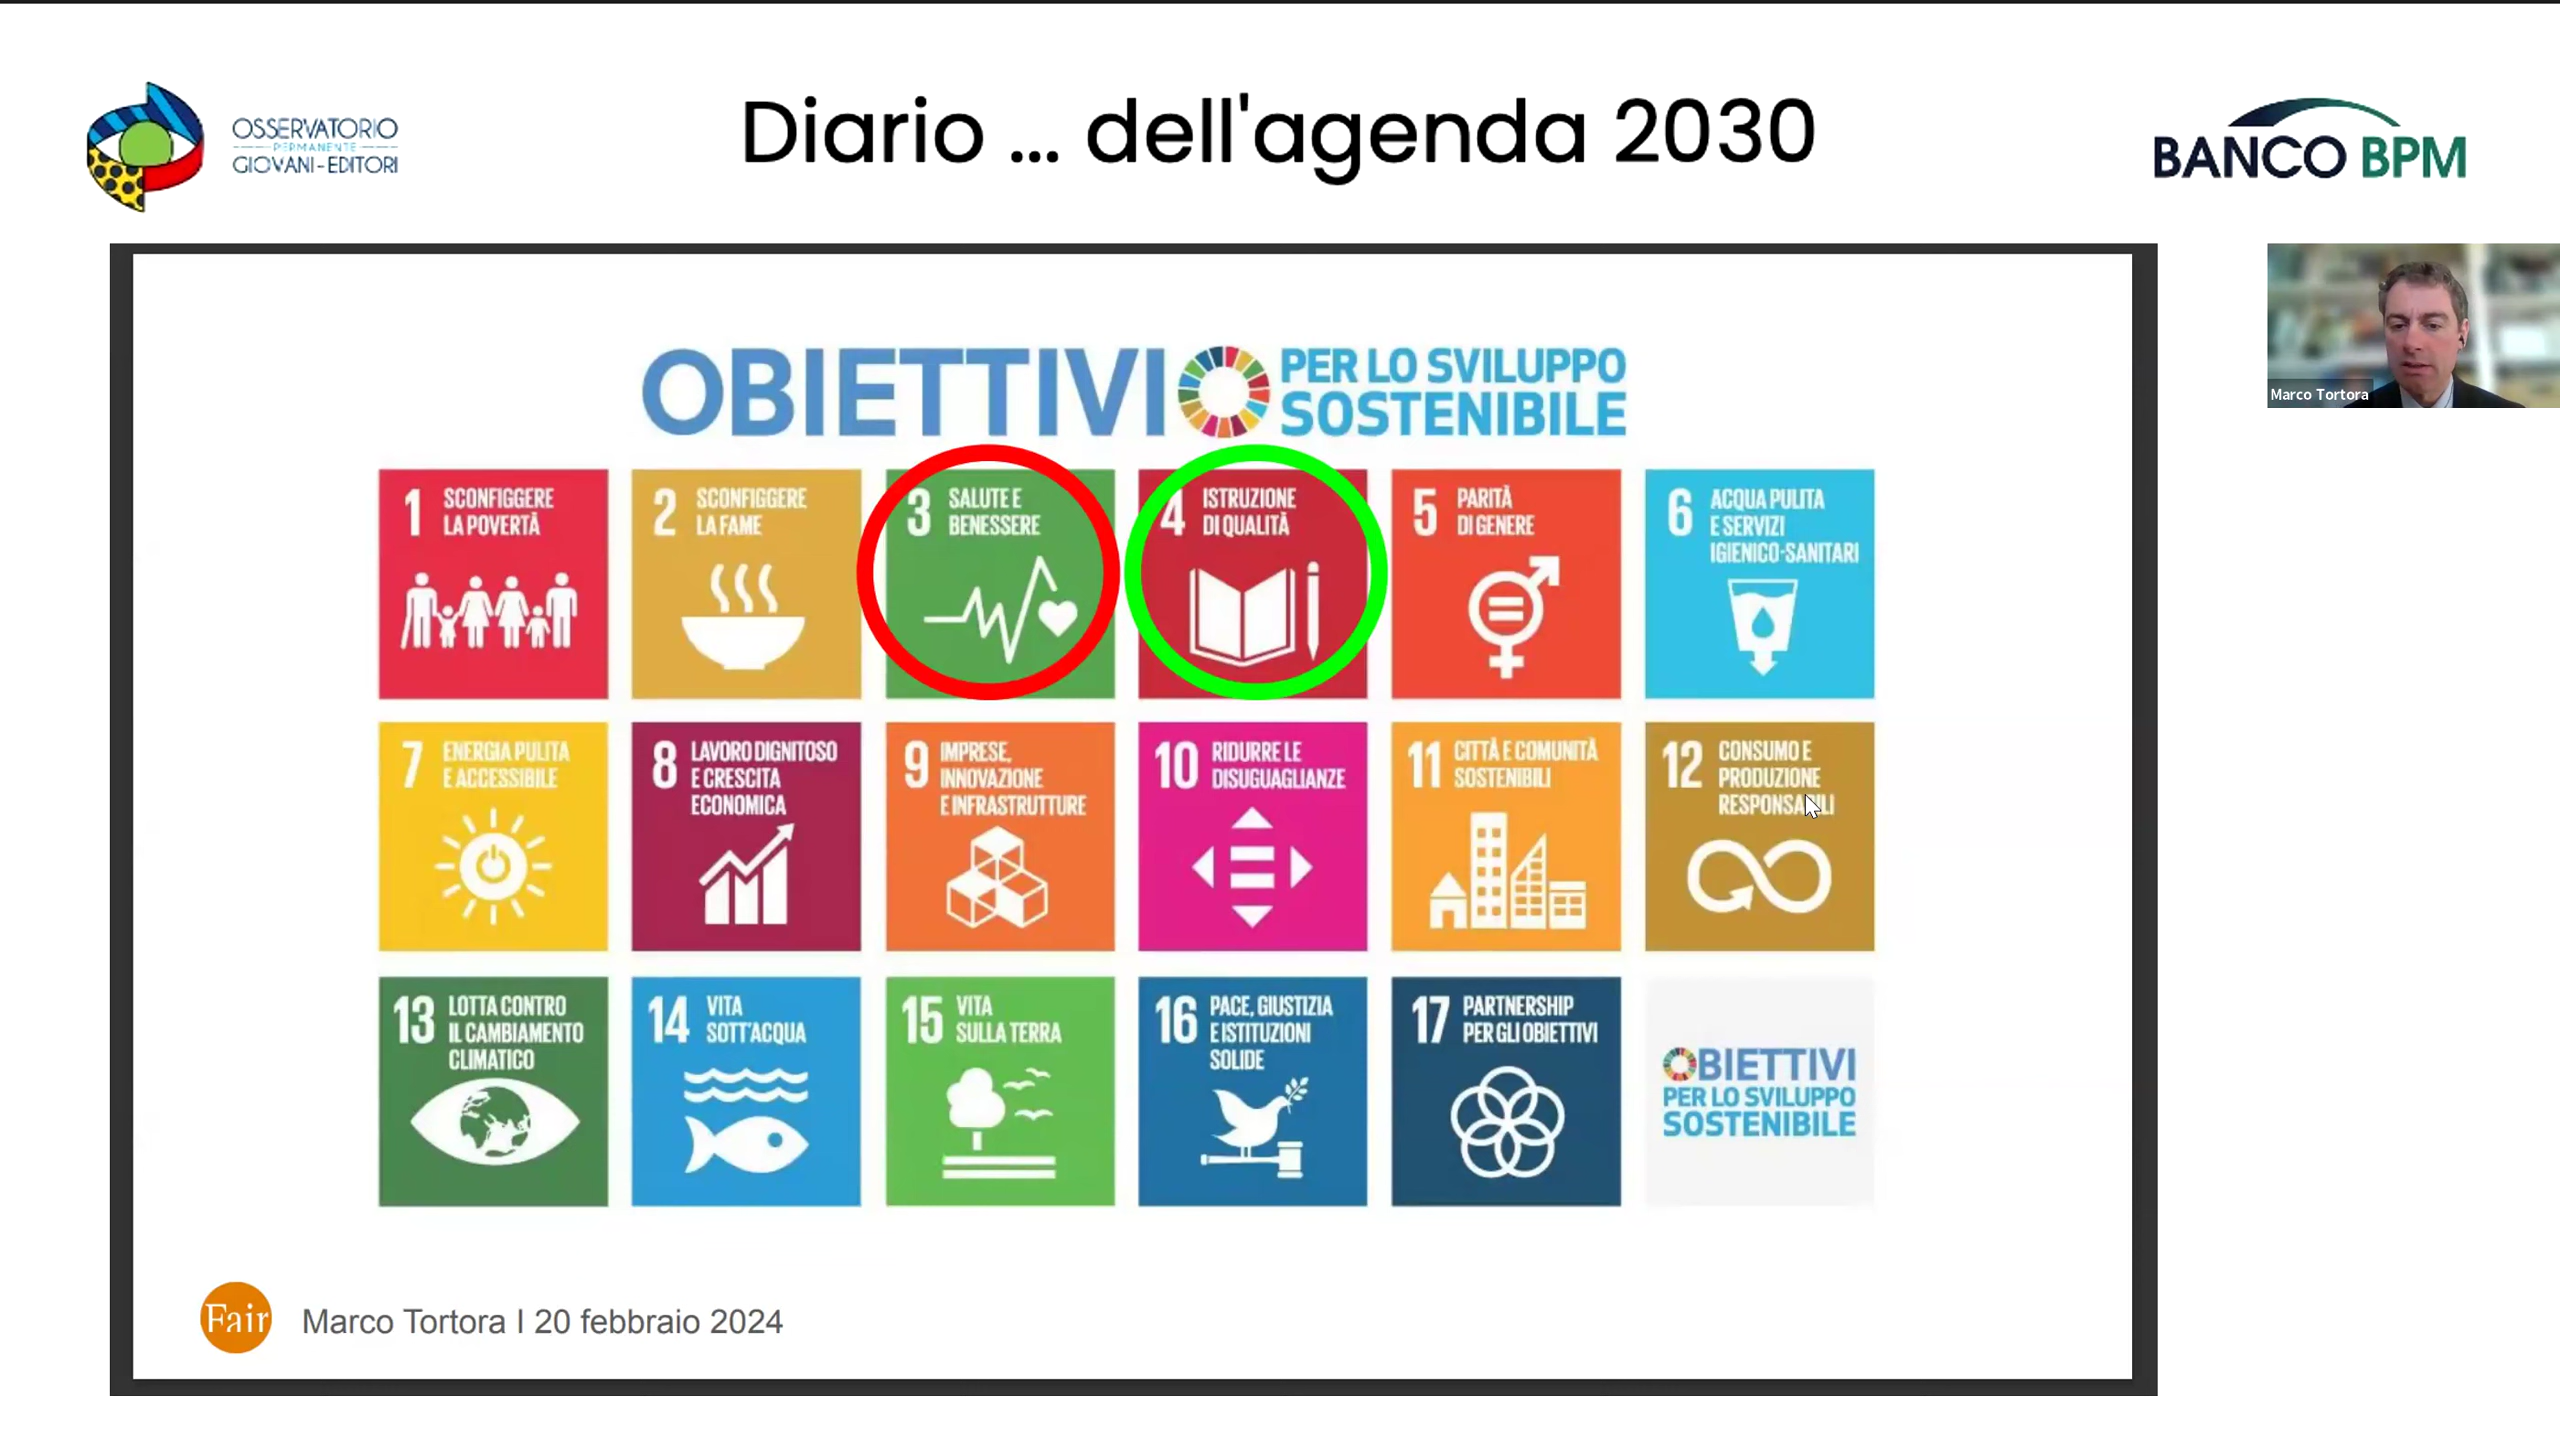 OSSERVATORIO
PERMANENTE
GIOVANI-EDITORI
Diario ... dell'agenda 2030
BANCO BPM
Marco Tortora
OBIETTIVI
PER LO SVILUPPO
SOSTENIBILE
1 SCONFIGGERE
LA POVERTÀ
2 SCONFIGGERE
LA FAME
3 SALUTE E
BENESSERE
4 ISTRUZIONE
DI QUALITÀ
5 PARITÀ
DI GENERE
6 ACQUA PULITA
E SERVIZI
IGIENICO-SANITARI
7 ENERGIA PULITA
E ACCESSIBILE
8 LAVORO DIGNITOSO
E CRESCITA
ECONOMICA
9 IMPRESE,
INNOVAZIONE
E INFRASTRUTTURE
10 RIDURRE LE
DISUGUAGLIANZE
11 CITTÀ E COMUNITÀ
SOSTENIBILI
12 CONSUMO E
PRODUZIONE
RESPONSABILI
13 LOTTA CONTRO
IL CAMBIAMENTO
CLIMATICO
14 VITA
SOTT'ACQUA
15 VITA
SULLA TERRA
16 PACE, GIUSTIZIA
E ISTITUZIONI
SOLIDE
17 PARTNERSHIP
PER GLI OBIETTIVI
OBIETTIVI
PER LO SVILUPPO
SOSTENIBILE
Fair
Marco Tortora I 20 febbraio 2024